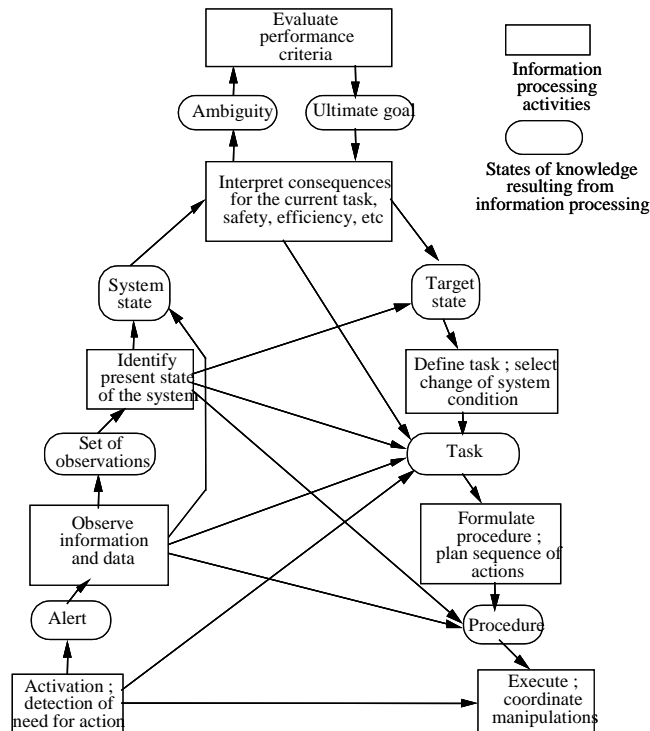 Evaluate
performance
criteria
Information
processing
activities
Ambiguity
Ultimate goal
States of knowledge
resulting from
information processing
Interpret consequences
for the current task,
safety, efficiency, etc
System
state
Target
state
Identify
present state
of the system
Define task ; select
change of system
condition
Set of
observations
Task
Observe
information
and data
Formulate
procedure ;
plan sequence of
actions
Alert
Procedure
Activation ;
detection of
need for action
Execute ;
coordinate
manipulations